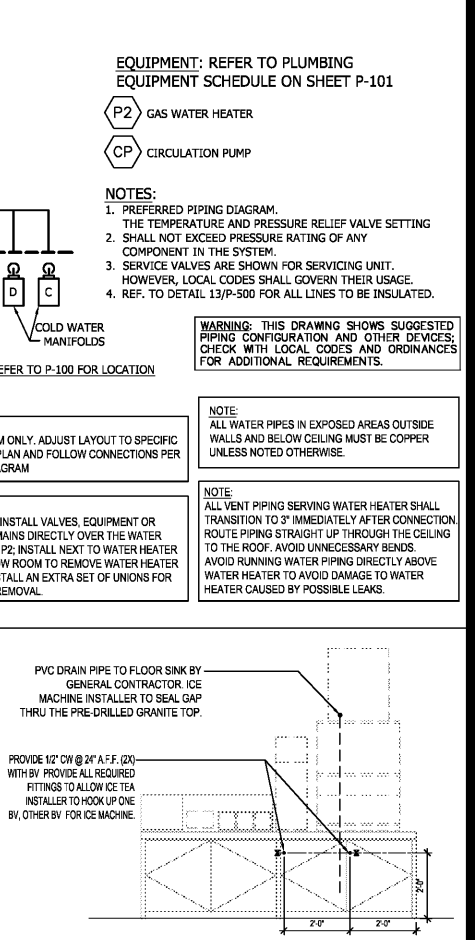 EQUIPMENT: REFER TO PLUMBING
EQUIPMENT SCHEDULE ON SHEET P-101
P2 GAS WATER HEATER
CP CIRCULATION PUMP
NOTES:
1. PREFERRED PIPING DIAGRAM.
THE TEMPERATURE AND PRESSURE RELIEF VALVE SETTING
2. SHALL NOT EXCEED PRESSURE RATING OF ANY
COMPONENT IN THE SYSTEM.
3. SERVICE VALVES ARE SHOWN FOR SERVICING UNIT.
HOWEVER, LOCAL CODES SHALL GOVERN THEIR USAGE.
4. REF. TO DETAIL 13/P-500 FOR ALL LINES TO BE INSULATED.
D C
COLD WATER
MANIFOLDS
EFER TO P-100 FOR LOCATION
WARNING: THIS DRAWING SHOWS SUGGESTED
PIPING CONFIGURATION AND OTHER DEVICES;
CHECK WITH LOCAL CODES AND ORDINANCES
FOR ADDITIONAL REQUIREMENTS.
M ONLY. ADJUST LAYOUT TO SPECIFIC
PLAN AND FOLLOW CONNECTIONS PER
AGRAM
NOTE:
ALL WATER PIPES IN EXPOSED AREAS OUTSIDE
WALLS AND BELOW CEILING MUST BE COPPER
UNLESS NOTED OTHERWISE.
INSTALL VALVES, EQUIPMENT OR
MAINS DIRECTLY OVER THE WATER
P2; INSTALL NEXT TO WATER HEATER
OW ROOM TO REMOVE WATER HEATER
STALL AN EXTRA SET OF UNIONS FOR
REMOVAL.
NOTE:
ALL VENT PIPING SERVING WATER HEATER SHALL
TRANSITION TO 3" IMMEDIATELY AFTER CONNECTION.
ROUTE PIPING STRAIGHT UP THROUGH THE CEILING
TO THE ROOF. AVOID UNNECESSARY BENDS.
AVOID RUNNING WATER PIPING DIRECTLY ABOVE
WATER HEATER TO AVOID DAMAGE TO WATER
HEATER CAUSED BY POSSIBLE LEAKS.
PVC DRAIN PIPE TO FLOOR SINK BY
GENERAL CONTRACTOR. ICE
MACHINE INSTALLER TO SEAL GAP
THRU THE PRE-DRILLED GRANITE TOP.
PROVIDE 1/2" CW @ 24" A.F.F. (2X)
WITH BV PROVIDE ALL REQUIRED
FITTINGS TO ALLOW ICE TEA
INSTALLER TO HOOK UP ONE
BV, OTHER BV FOR ICE MACHINE.
2'-0"
2'-0" 2'-0"